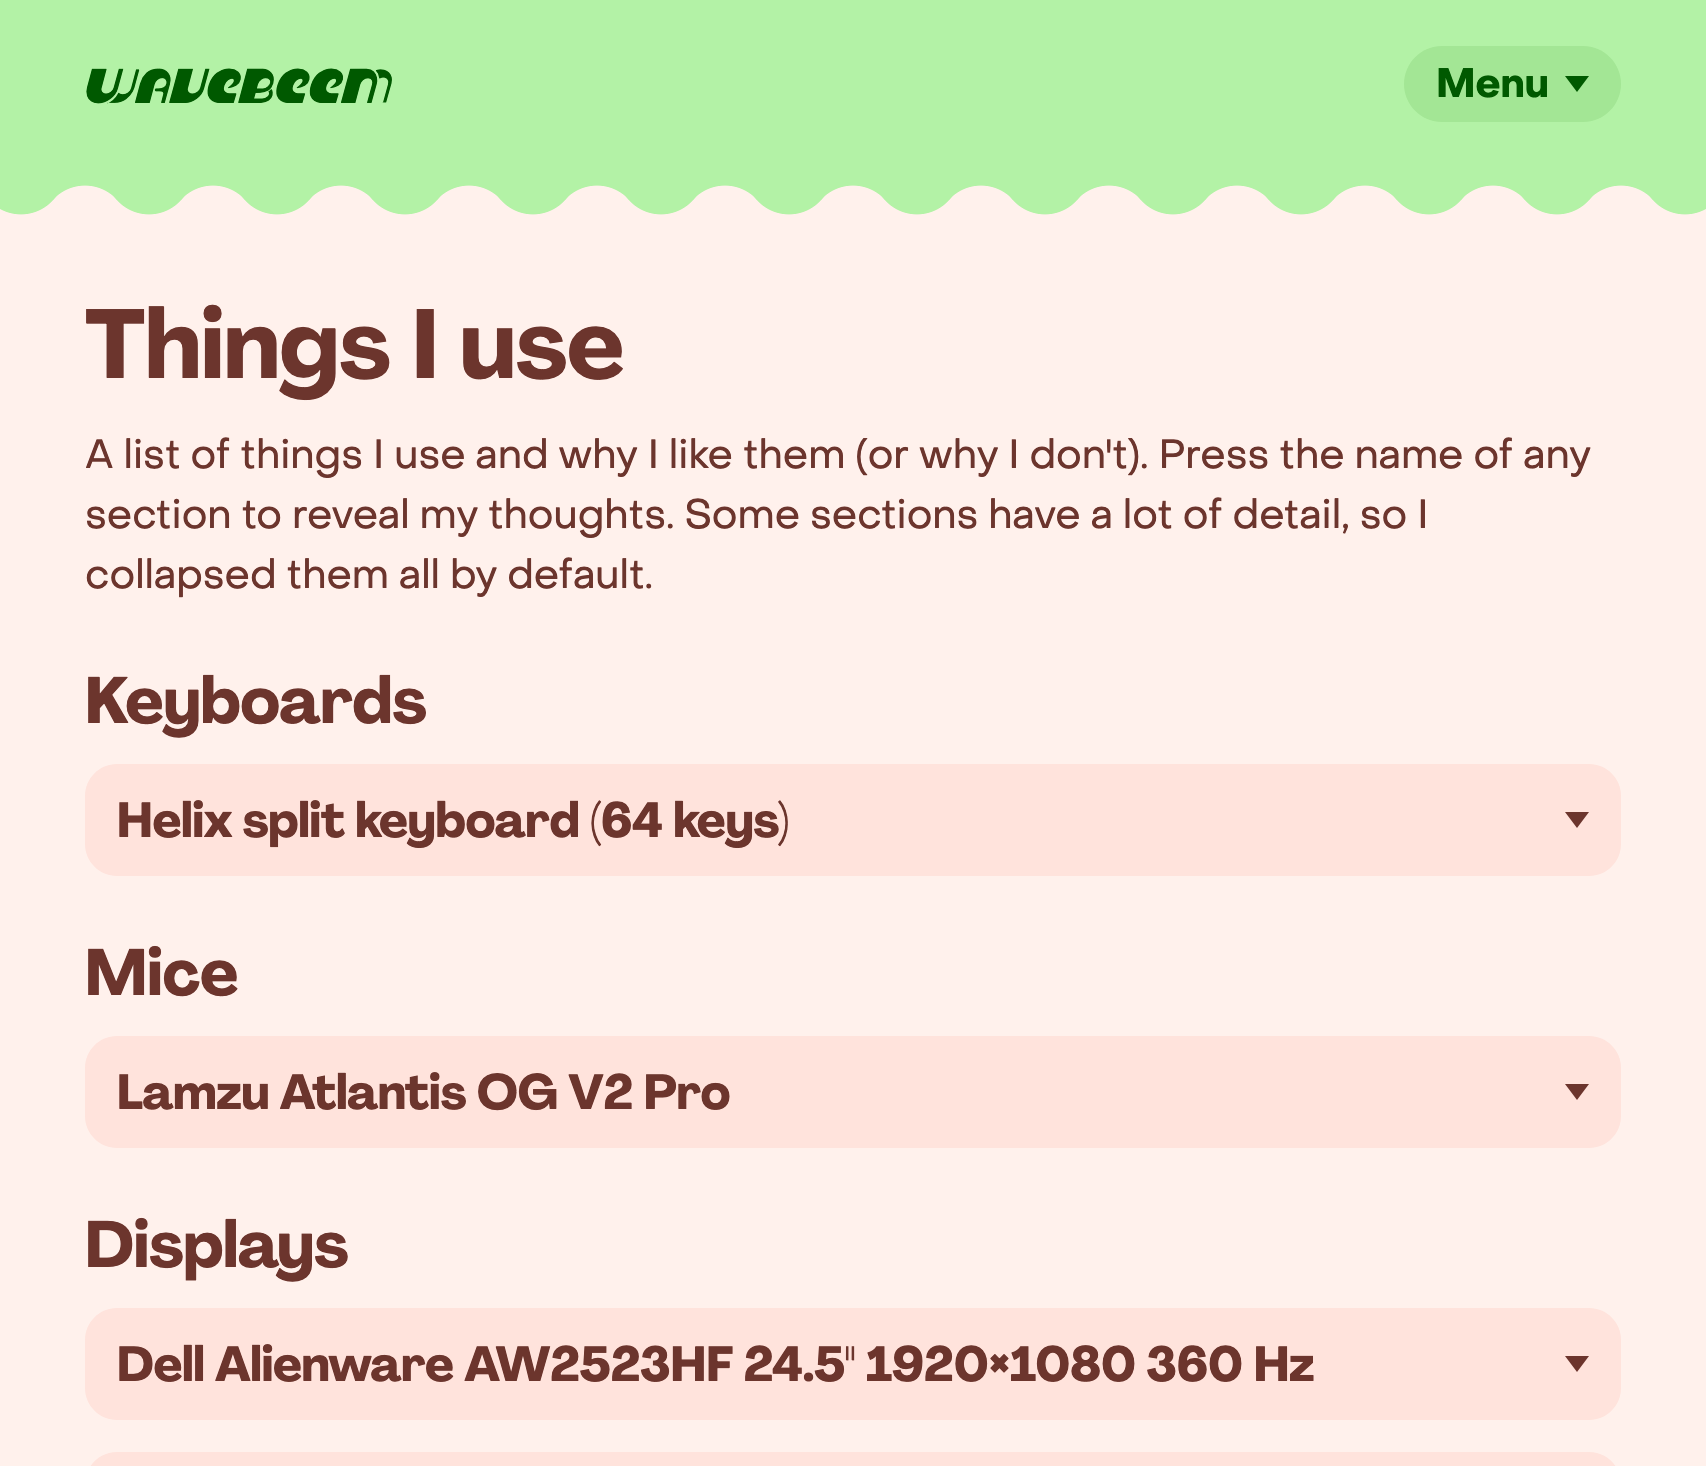 WAVEBEEM
Menu
Things I use
A list of things I use and why I like them (or why I don't). Press the name of any
section to reveal my thoughts. Some sections have a lot of detail, so I
collapsed them all by default.
Keyboards
Helix split keyboard (64 keys)
Mice
Lamzu Atlantis OG V2 Pro
Displays
Dell Alienware AW2523HF 24.5" 1920×1080 360 Hz